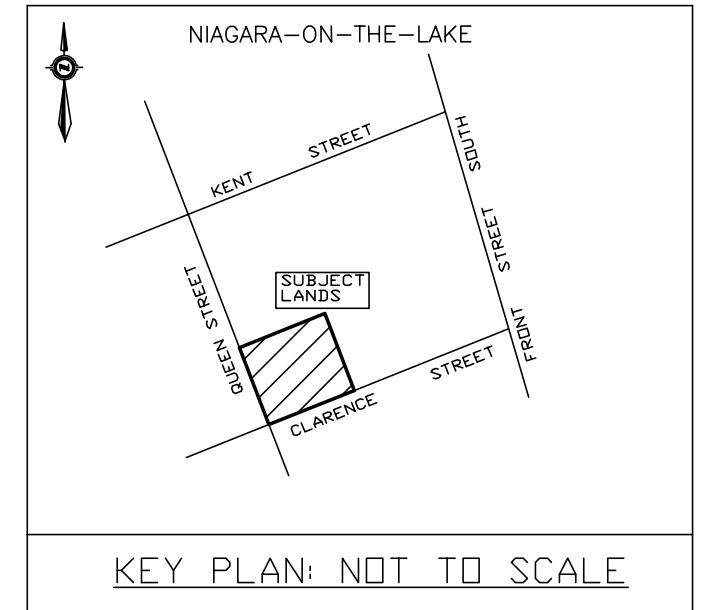 NIAGARA-ON-THE-LAKE
KENT STREET
FRONT STREET SOUTH
SUBJECT
LANDS
QUEEN STREET
CLARENCE STREET
KEY PLAN: NOT TO SCALE